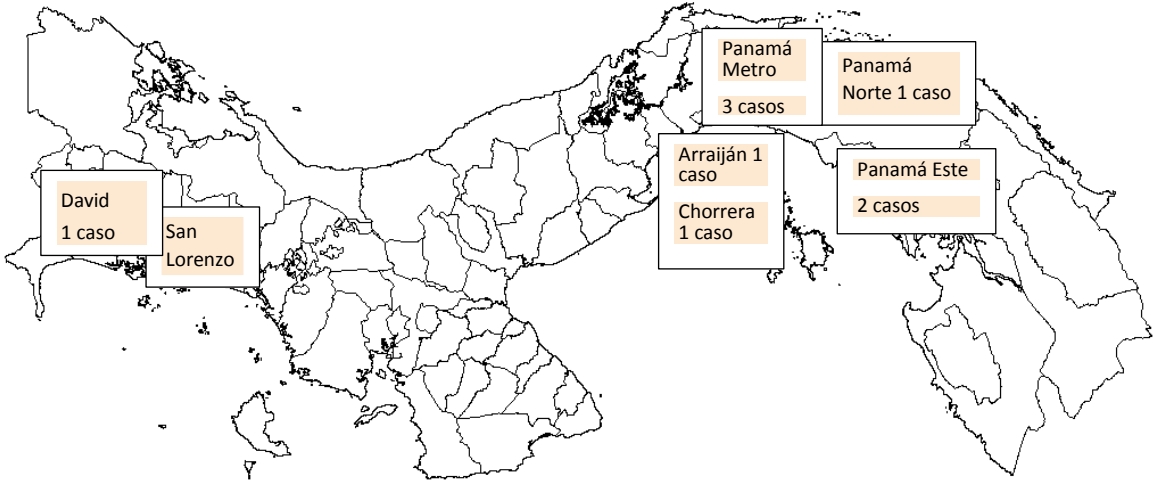 Panamá
Metro
3 casos
Panamá
Norte 1 caso
Arraiján 1
caso
Chorrera
1 caso
Panamá Este
2 casos
David
1 caso
San
Lorenzo